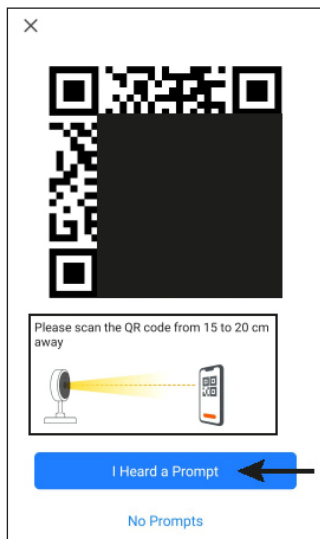 Please scan the QR code from 15 to 20 cm
away
I Heard a Prompt
No Prompts